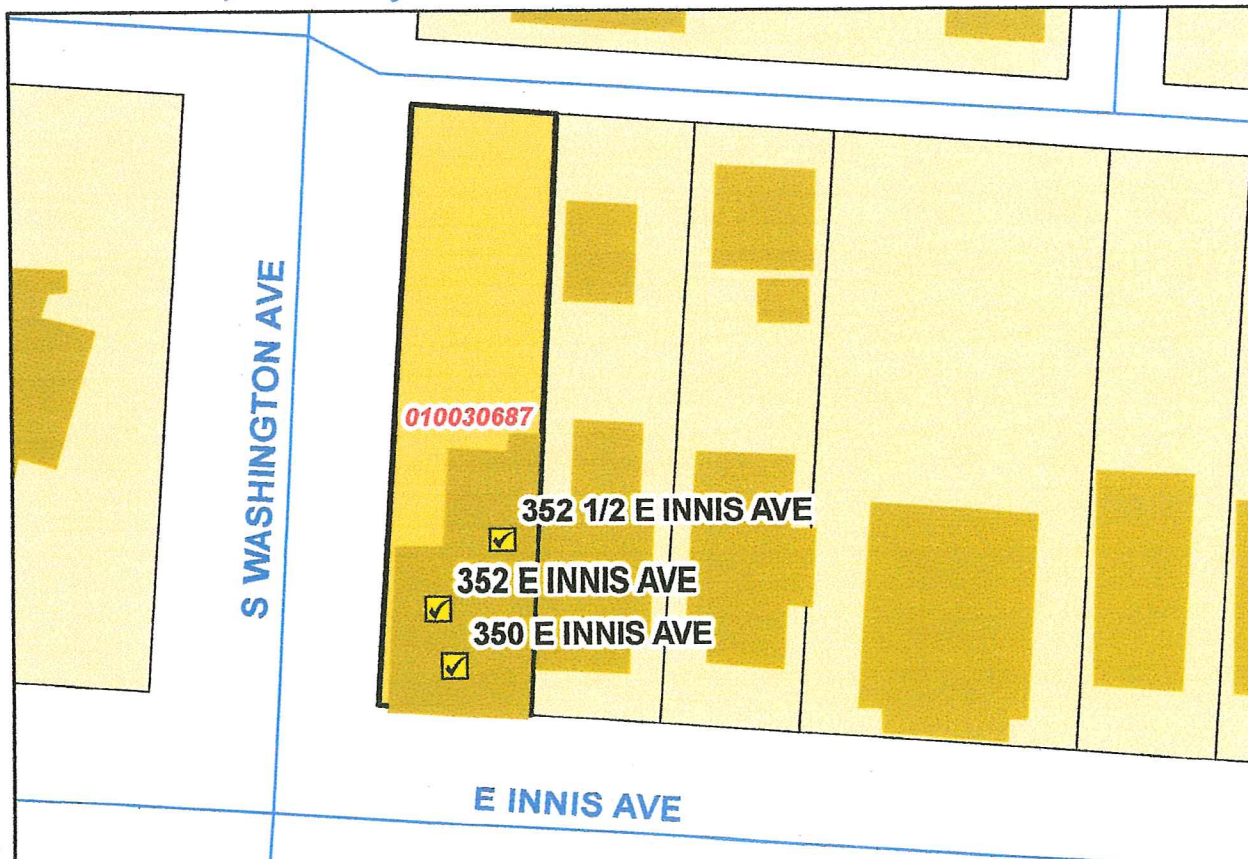 S WASHINGTON AVE
010030687
352 1/2 E INNIS AVE
352 E INNIS AVE
350 E INNIS AVE
E INNIS AVE